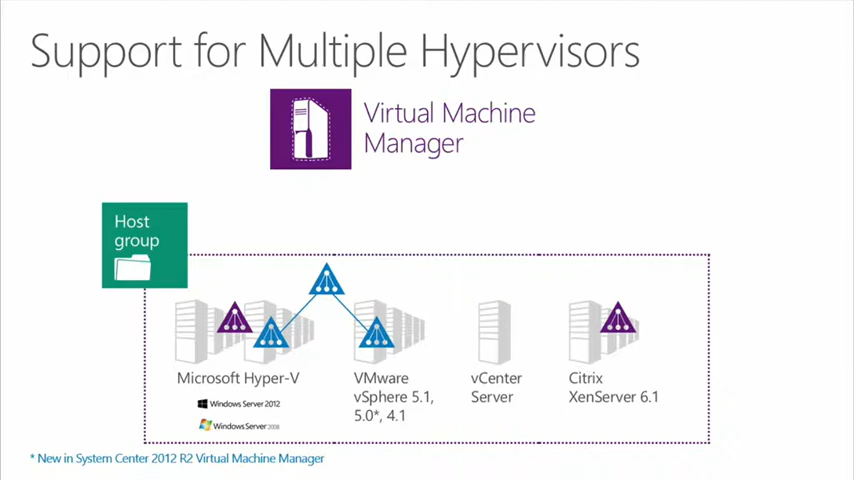 Support for Multiple Hypervisors
Virtual Machine
Manager
Host
group
Microsoft Hyper-V
Windows Server 2012
Windows Server 2008
VMware
vSphere 5.1,
5.0*, 4.1
vCenter
Server
Citrix
XenServer 6.1
* New in System Center 2012 R2 Virtual Machine Manager